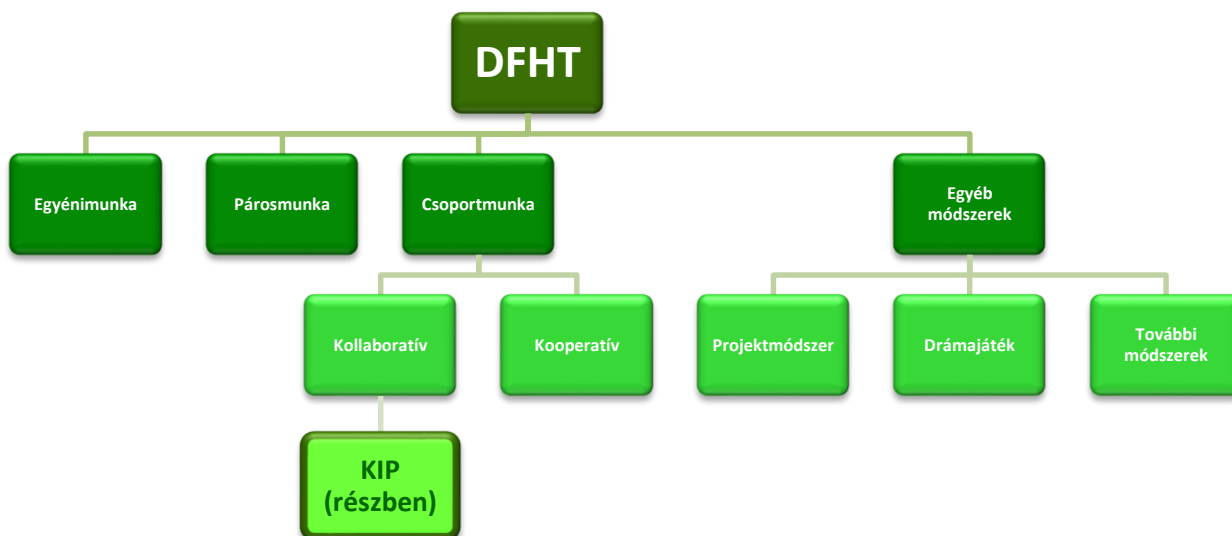 DFHT
Egyénimunka
Párosmunka
Csoportmunka
Egyéb
módszerek
Kollaboratív
Kooperatív
Projektmódszer
Drámajáték
További
módszerek
KIP
(részben)